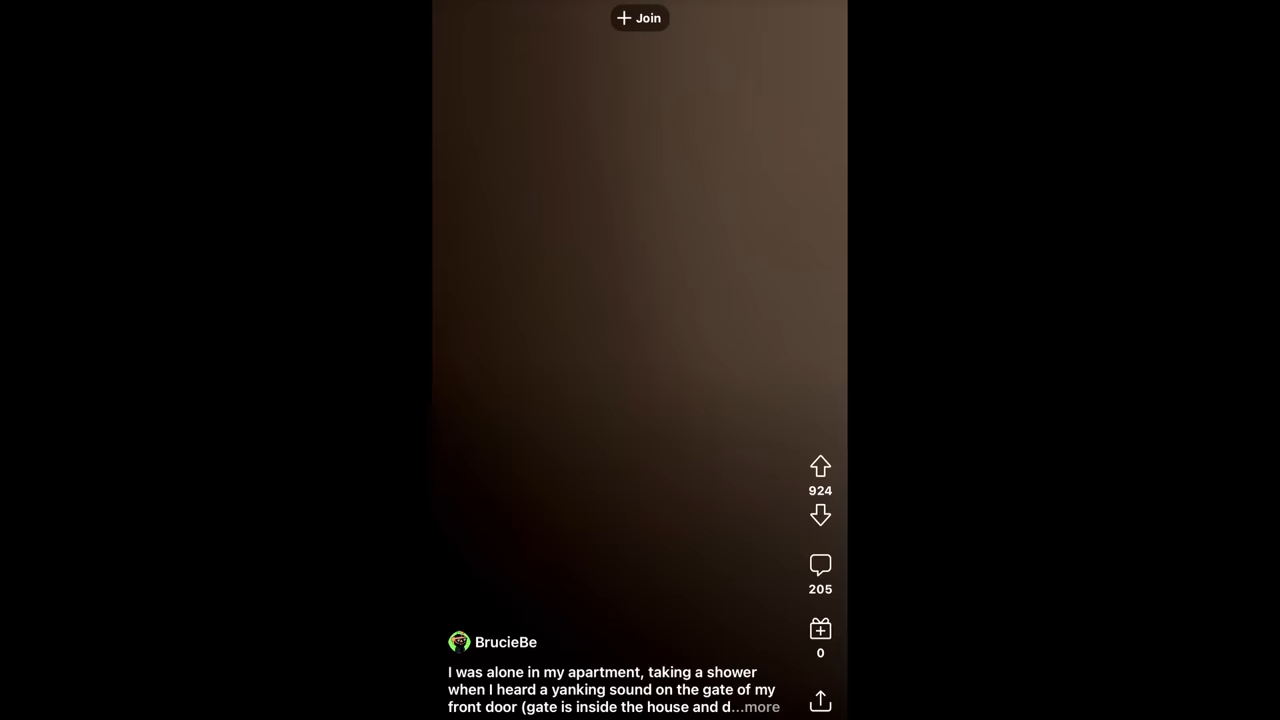 Join
924
205
0
BrucieBe
I was alone in my apartment, taking a shower
when I heard a yanking sound on the gate of my
front door (gate is inside the house and d...more